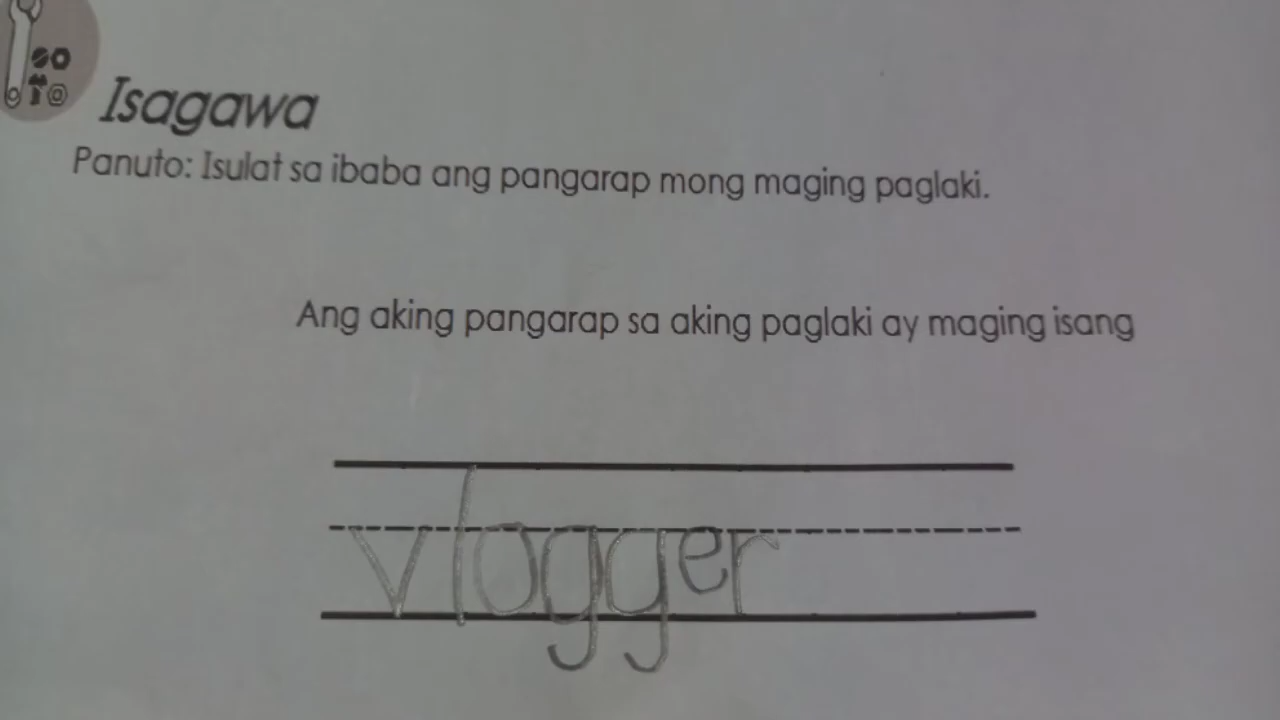 Isagawa
Panuto: Isulat sa ibaba ang pangarap mong maging paglaki.
Ang aking pangarap sa aking paglaki ay maging isang
vlogger